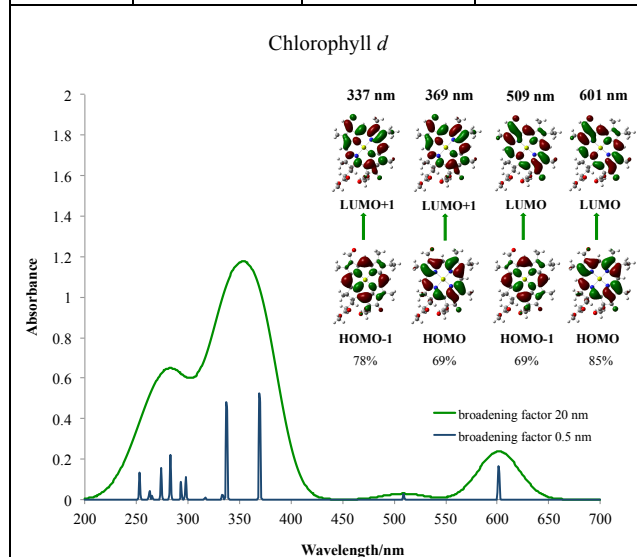 Chlorophyll d
337 nm 369 nm 509 nm 601 nm
LUMO+1 LUMO+1 LUMO LUMO
HOMO-1 HOMO HOMO-1 HOMO
78% 69% 69% 85%
broadening factor 20 nm
broadening factor 0.5 nm
Absorbance
2
1.8
1.6
1.4
1.2
1
0.8
0.6
0.4
0.2
0
200 250 300 350 400 450 500 550 600 650 700
Wavelength/nm